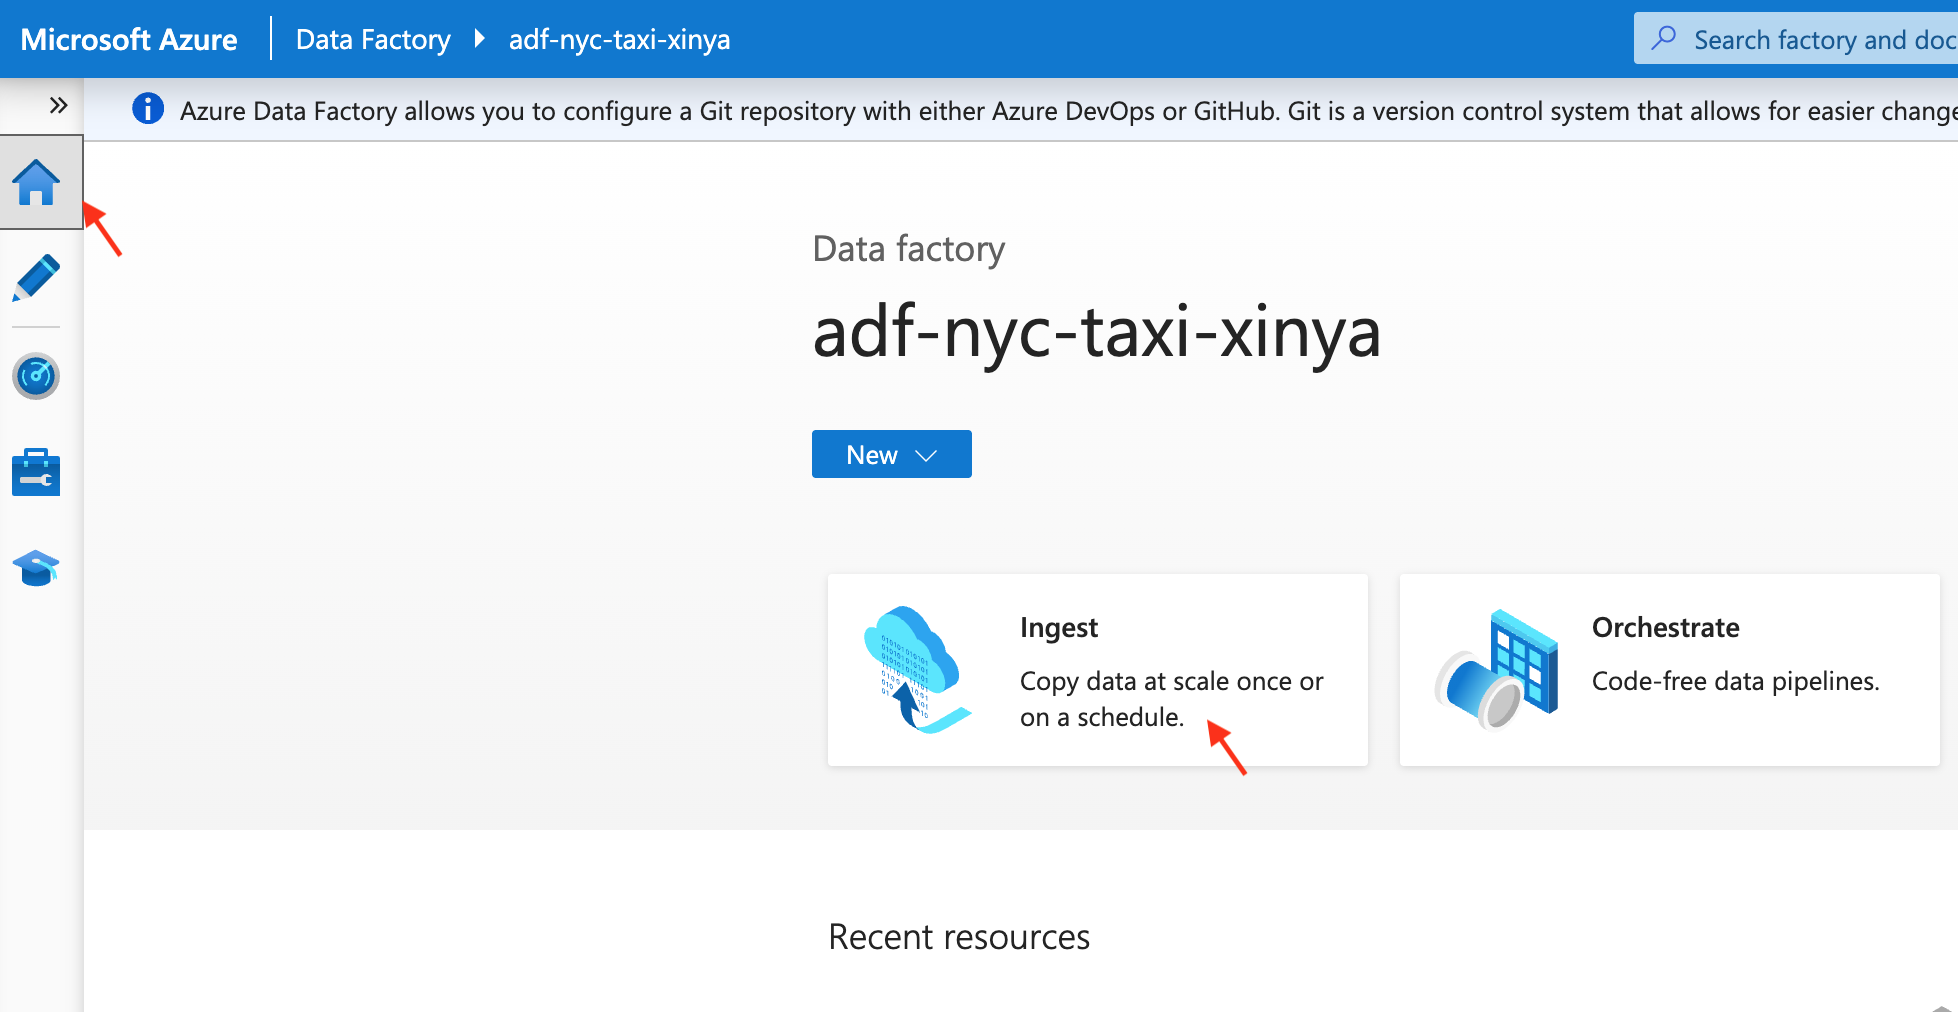 Microsoft Azure
Data Factory
adf-nyc-taxi-xinya
Search factory and doc
Azure Data Factory allows you to configure a Git repository with either Azure DevOps or GitHub. Git is a version control system that allows for easier change
Data factory
adf-nyc-taxi-xinya
New
Ingest
Copy data at scale once or
on a schedule.
Orchestrate
Code-free data pipelines.
Recent resources